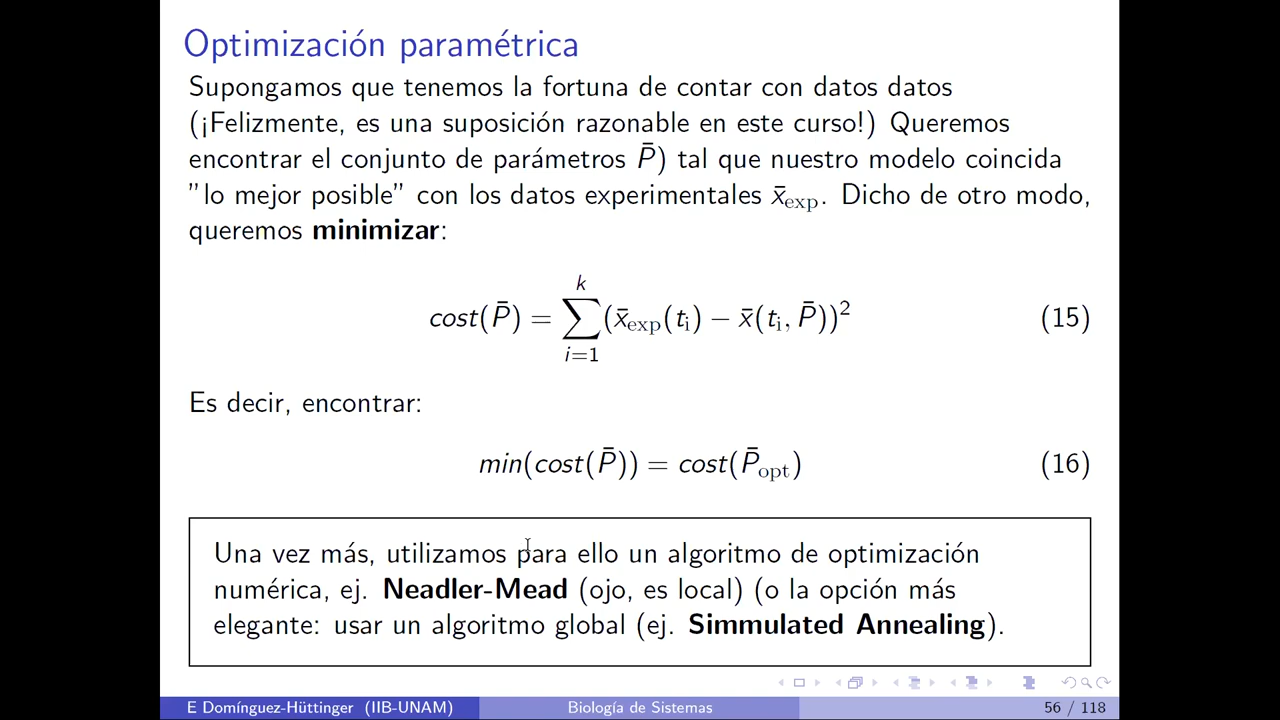 Optimización paramétrica
Supongamos que tenemos la fortuna de contar con datos datos
(¡Felizmente, es una suposición razonable en este curso!) Queremos
encontrar el conjunto de parámetros P̄) tal que nuestro modelo coincida
”lo mejor posible” con los datos experimentales x̄exp. Dicho de otro modo,
queremos minimizar:
cost(P̄) = ∑_{i=1}^{k} (x̄exp(ti) − x̄(ti, P̄))² (15)
Es decir, encontrar:
min(cost(P̄)) = cost(P̄opt) (16)
Una vez más, utilizamos para ello un algoritmo de optimización
numérica, ej. Neadler-Mead (ojo, es local) (o la opción más
elegante: usar un algoritmo global (ej. Simmulated Annealing).
E Domínguez-Hüttinger (IIB-UNAM) Biología de Sistemas 56 / 118